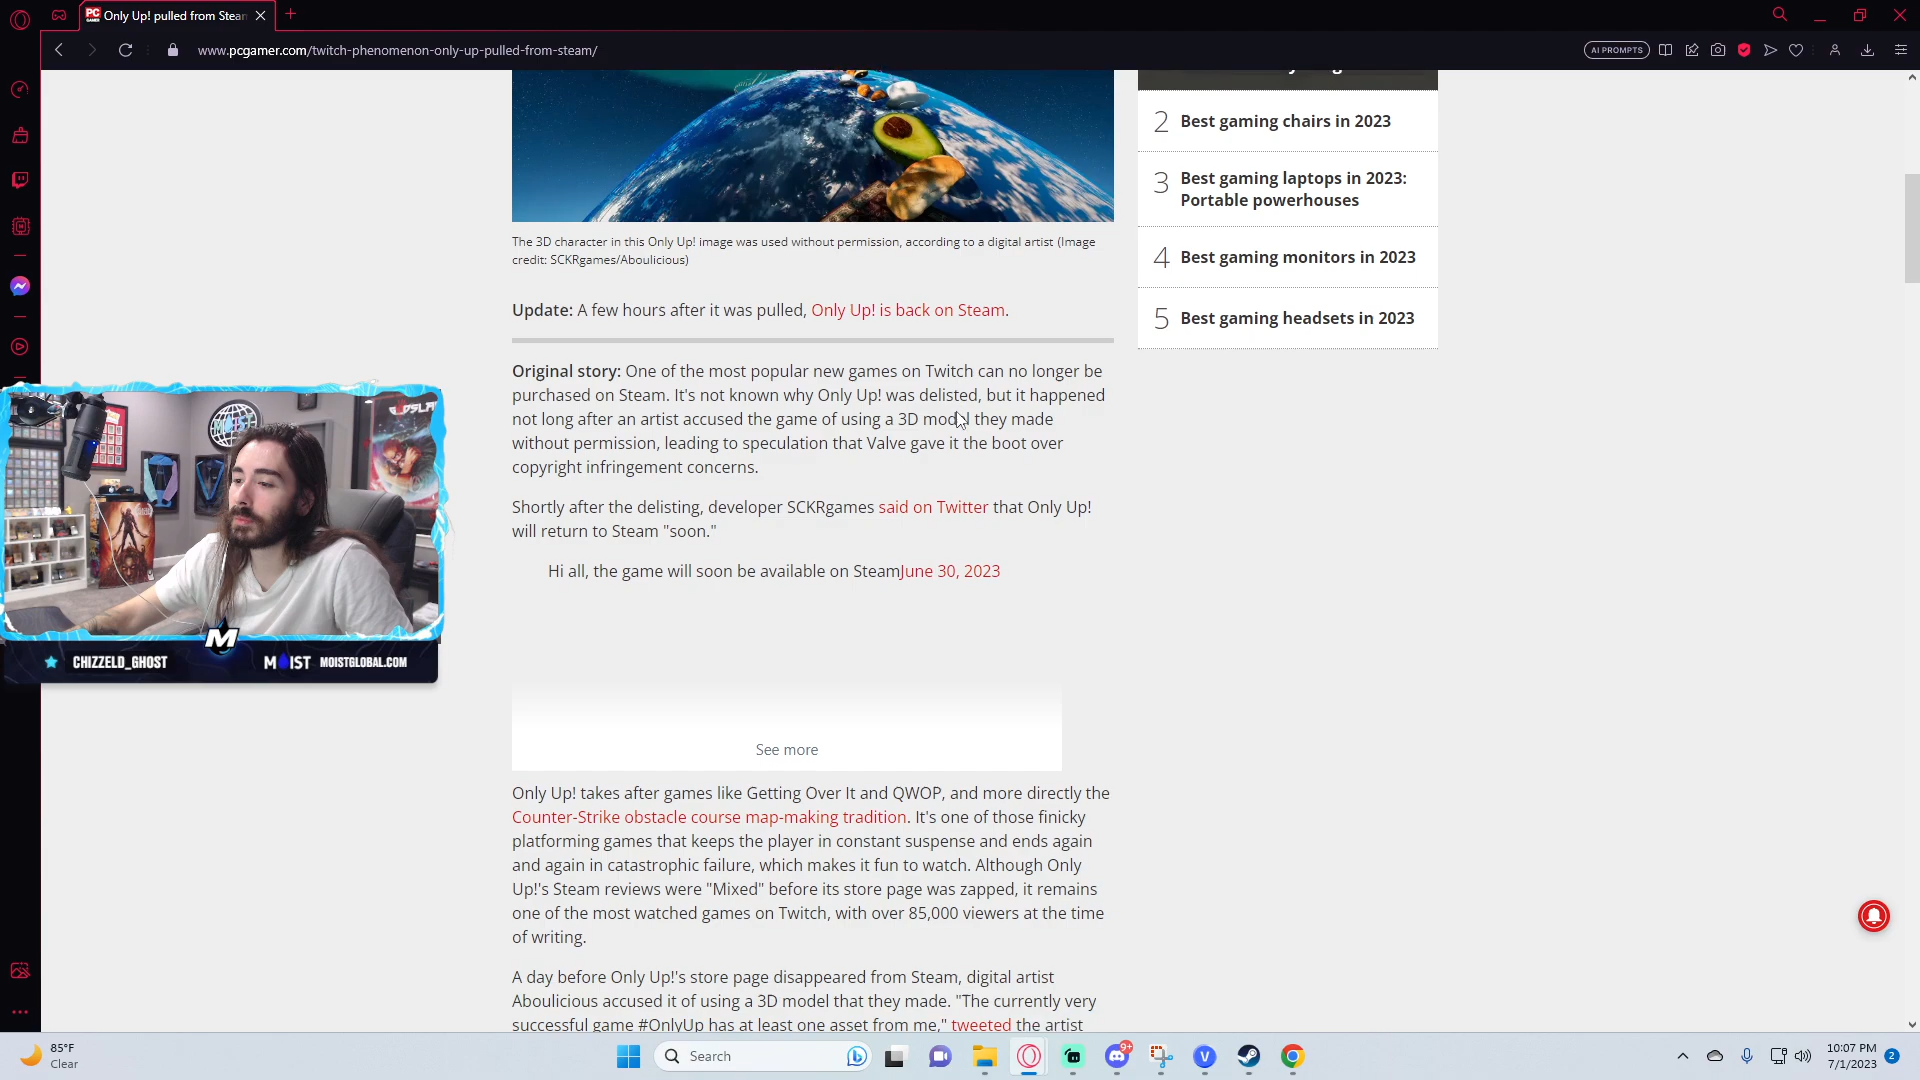 Only Up! pulled from Steam
www.pcgamer.com/twitch-phenomenon-only-up-pulled-from-steam/
AI PROMPTS
2 Best gaming chairs in 2023
3 Best gaming laptops in 2023:
Portable powerhouses
4 Best gaming monitors in 2023
5 Best gaming headsets in 2023
The 3D character in this Only Up! image was used without permission, according to a digital artist (Image
credit: SCKRgames/Aboulicious)
Update: A few hours after it was pulled, Only Up! is back on Steam.
Original story: One of the most popular new games on Twitch can no longer be
purchased on Steam. It's not known why Only Up! was delisted, but it happened
not long after an artist accused the game of using a 3D model they made
without permission, leading to speculation that Valve gave it the boot over
copyright infringement concerns.
Shortly after the delisting, developer SCKRgames said on Twitter that Only Up!
will return to Steam "soon."
Hi all, the game will soon be available on SteamJune 30, 2023
See more
Only Up! takes after games like Getting Over It and QWOP, and more directly the
Counter-Strike obstacle course map-making tradition. It's one of those finicky
platforming games that keeps the player in constant suspense and ends again
and again in catastrophic failure, which makes it fun to watch. Although Only
Up!'s Steam reviews were "Mixed" before its store page was zapped, it remains
one of the most watched games on Twitch, with over 85,000 viewers at the time
of writing.
A day before Only Up!'s store page disappeared from Steam, digital artist
Aboulicious accused it of using a 3D model that they made. "The currently very
successful game #OnlyUp has at least one asset from me," tweeted the artist
MOIST
M
CHIZZELD_GHOST
MOIST MOISTGLOBAL.COM
85°F
Clear
Search
9+
10:07 PM
7/1/2023
2